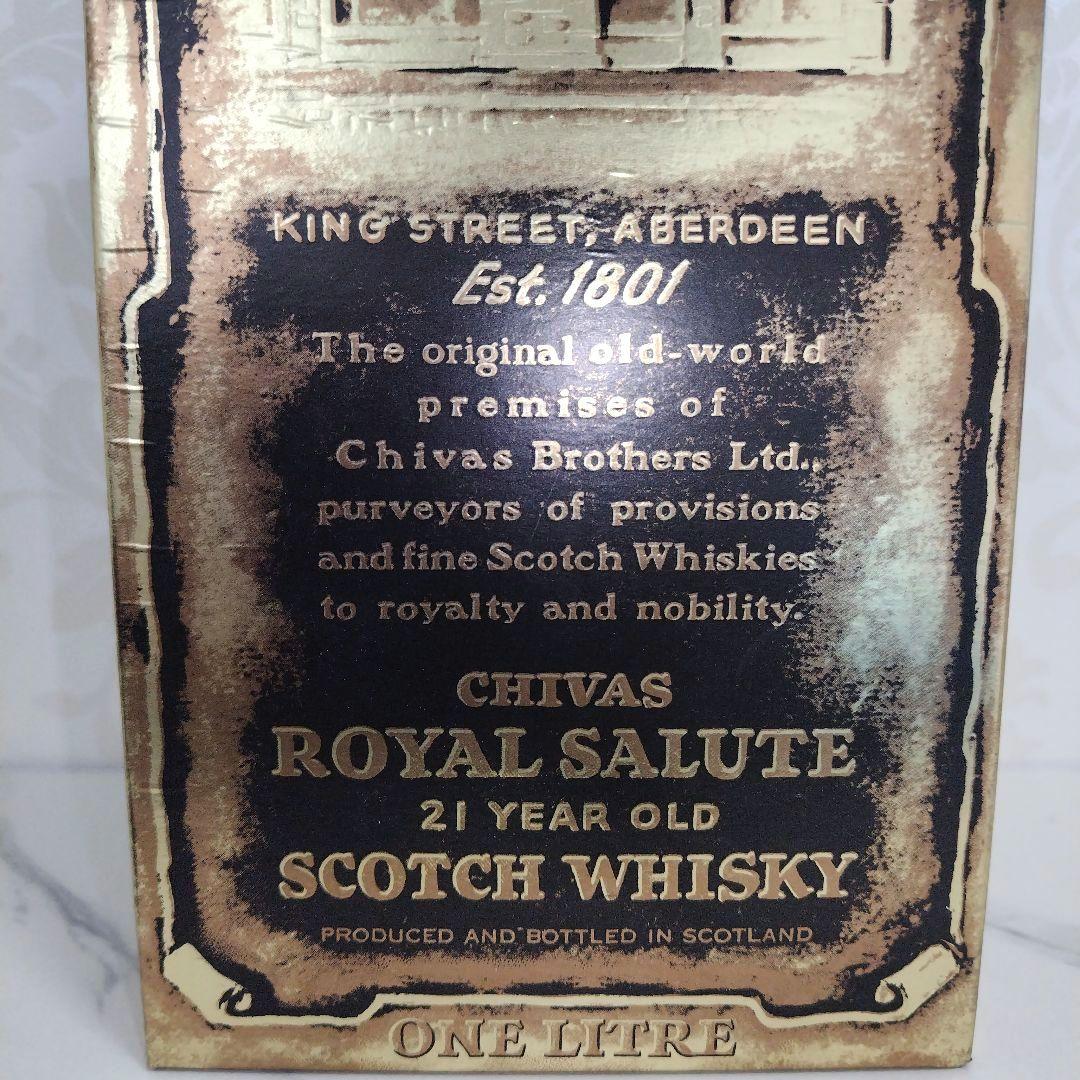 KING STREET, ABERDEEN
Est. 1801
The original old-world
premises of
Chivas Brothers Ltd.,
purveyors of provisions
and fine Scotch Whiskies
to royalty and nobility.
CHIVAS
ROYAL SALUTE
21 YEAR OLD
SCOTCH WHISKY
PRODUCED AND BOTTLED IN SCOTLAND
ONE LITRE